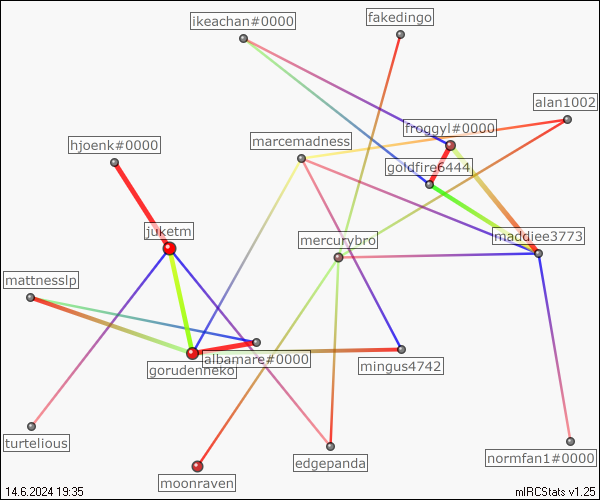 ikeachan#0000
fakedingo
alan1002
froggyl#0000
marcemadness
hjoenk#0000
goldfire6444
juketm
mercurybro
maddiee3773
mattnesslp
albamare#0000
gorudenneko
mingus4742
turtelious
edgepanda
normfan1#0000
moonraven
14.6.2024 19:35
mIRCStats v1.25